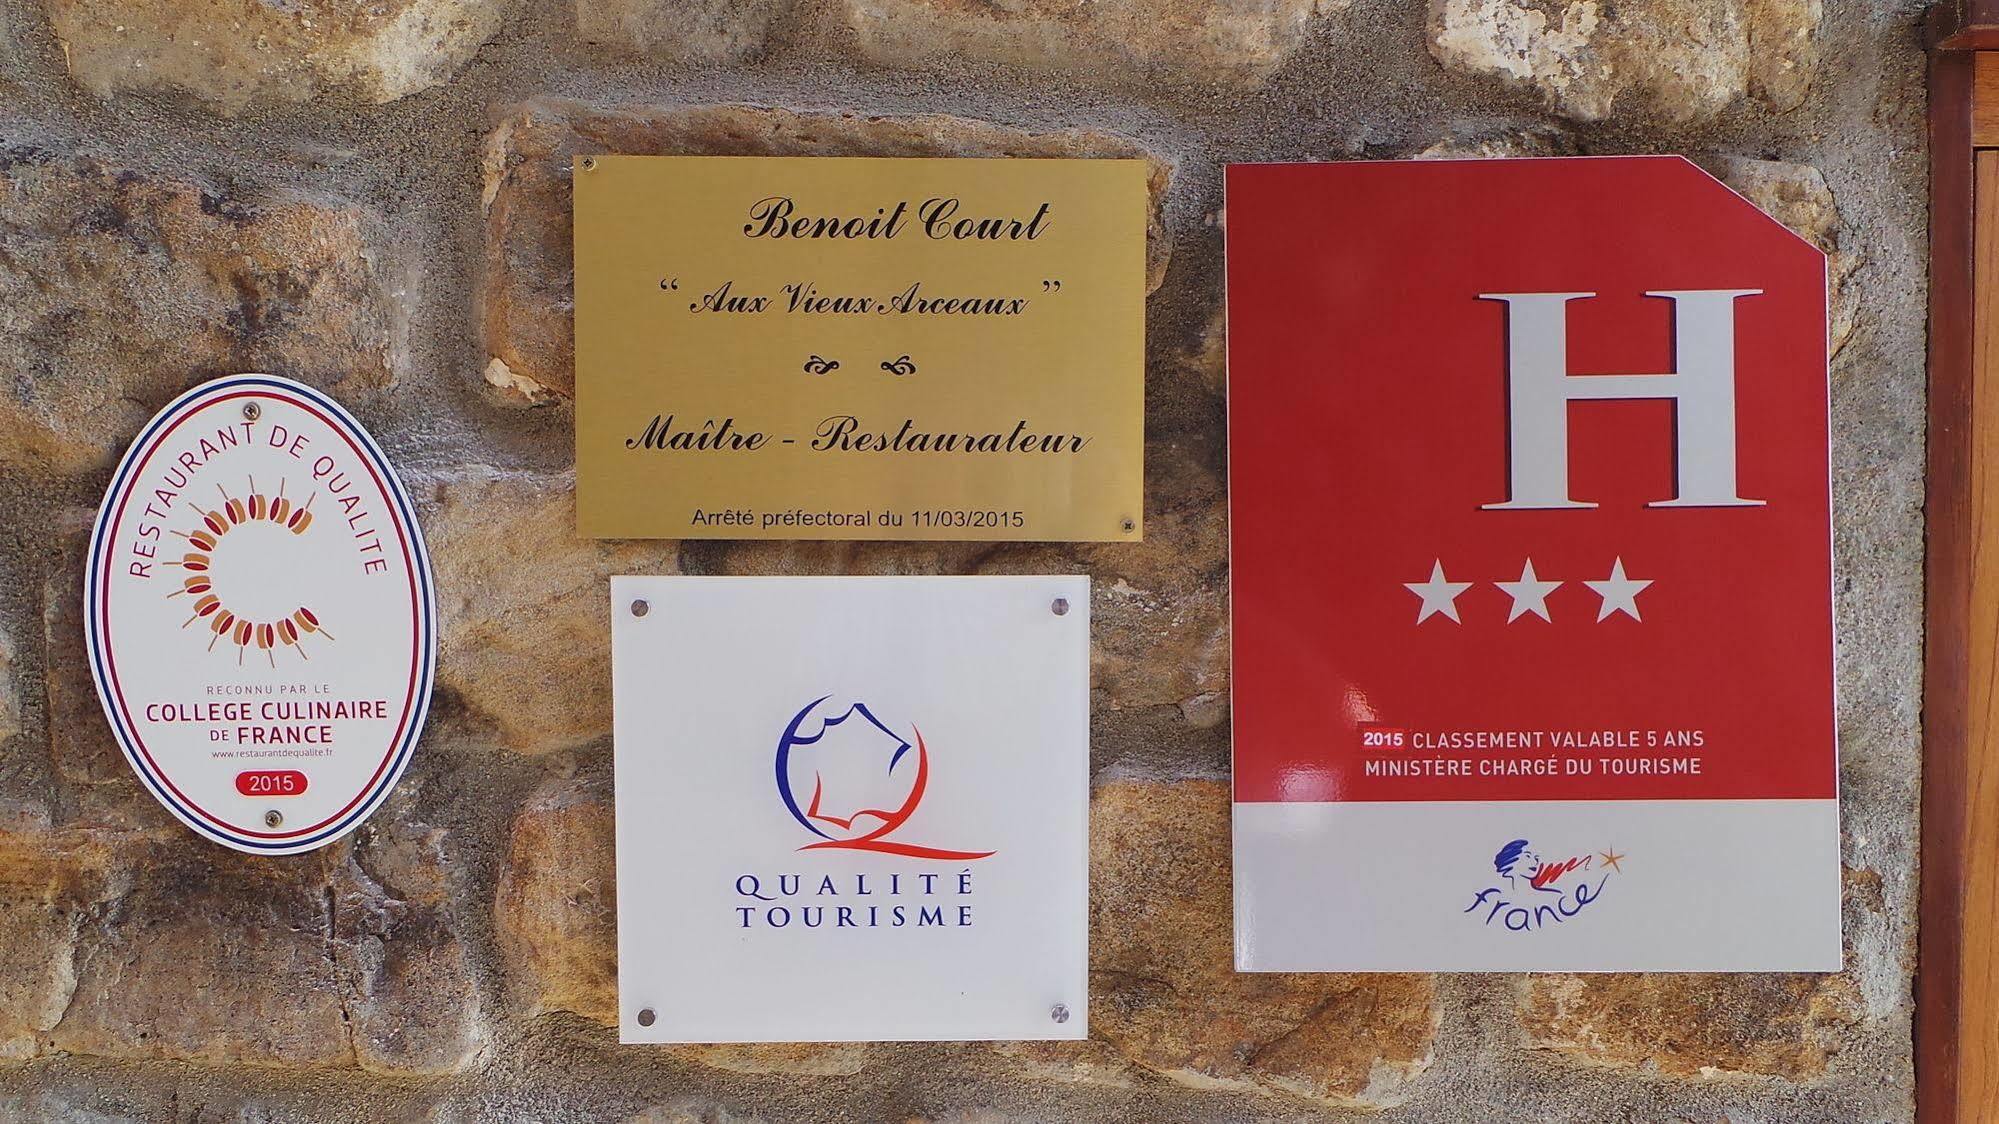 RESTAURANT DE QUALITE
RECONNU PAR LE
COLLEGE CULINAIRE
DE FRANCE
www.restaurantdequalite.fr
2015
Benoit Court
“ Aux Vieux Arceaux ”
Maître - Restaurateur
Arrêté préfectoral du 11/03/2015
QUALITÉ
TOURISME
H
2015 CLASSEMENT VALABLE 5 ANS
MINISTÈRE CHARGÉ DU TOURISME
france